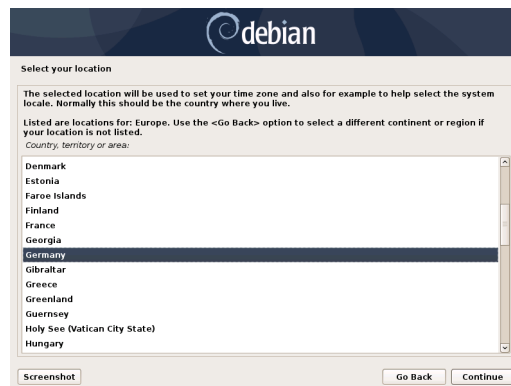 debian
Select your location
The selected location will be used to set your time zone and also for example to help select the system
locale. Normally this should be the country where you live.
Listed are locations for: Europe. Use the <Go Back> option to select a different continent or region if
your location is not listed.
Country, territory or area:
Denmark
Estonia
Faroe Islands
Finland
France
Georgia
Germany
Gibraltar
Greece
Greenland
Guernsey
Holy See (Vatican City State)
Hungary
Screenshot
Go Back
Continue